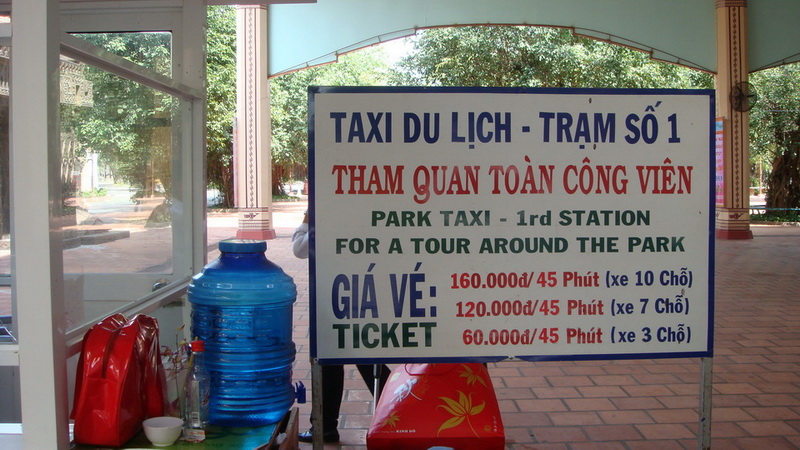 TAXI DU LỊCH - TRẠM SỐ 1
THAM QUAN TOÀN CÔNG VIÊN
PARK TAXI - 1rd STATION
FOR A TOUR AROUND THE PARK
GIÁ VÉ:
TICKET
160.000đ/45 Phút (xe 10 Chỗ)
120.000đ/45 Phút (xe 7 Chỗ)
60.000đ/45 Phút (xe 3 Chỗ)